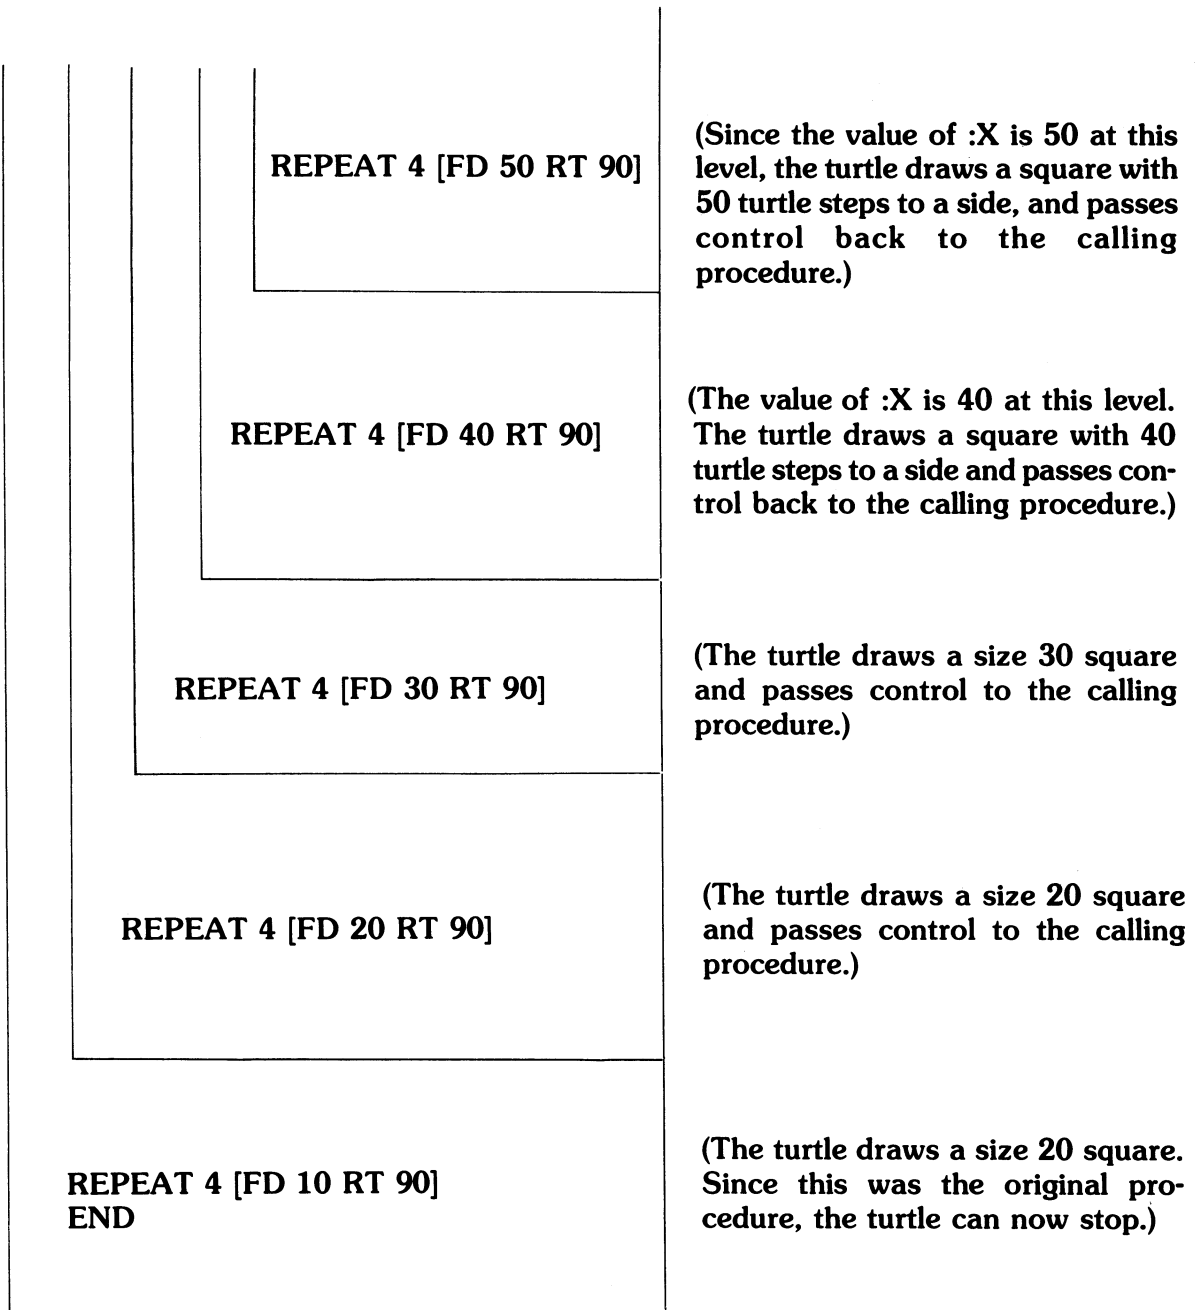 REPEAT 4 [FD 50 RT 90]
(Since the value of :X is 50 at this
level, the turtle draws a square with
50 turtle steps to a side, and passes
control back to the calling
procedure.)
REPEAT 4 [FD 40 RT 90]
(The value of :X is 40 at this level.
The turtle draws a square with 40
turtle steps to a side and passes con-
trol back to the calling procedure.)
REPEAT 4 [FD 30 RT 90]
(The turtle draws a size 30 square
and passes control to the calling
procedure.)
REPEAT 4 [FD 20 RT 90]
(The turtle draws a size 20 square
and passes control to the calling
procedure.)
REPEAT 4 [FD 10 RT 90]
END
(The turtle draws a size 20 square.
Since this was the original pro-
cedure, the turtle can now stop.)